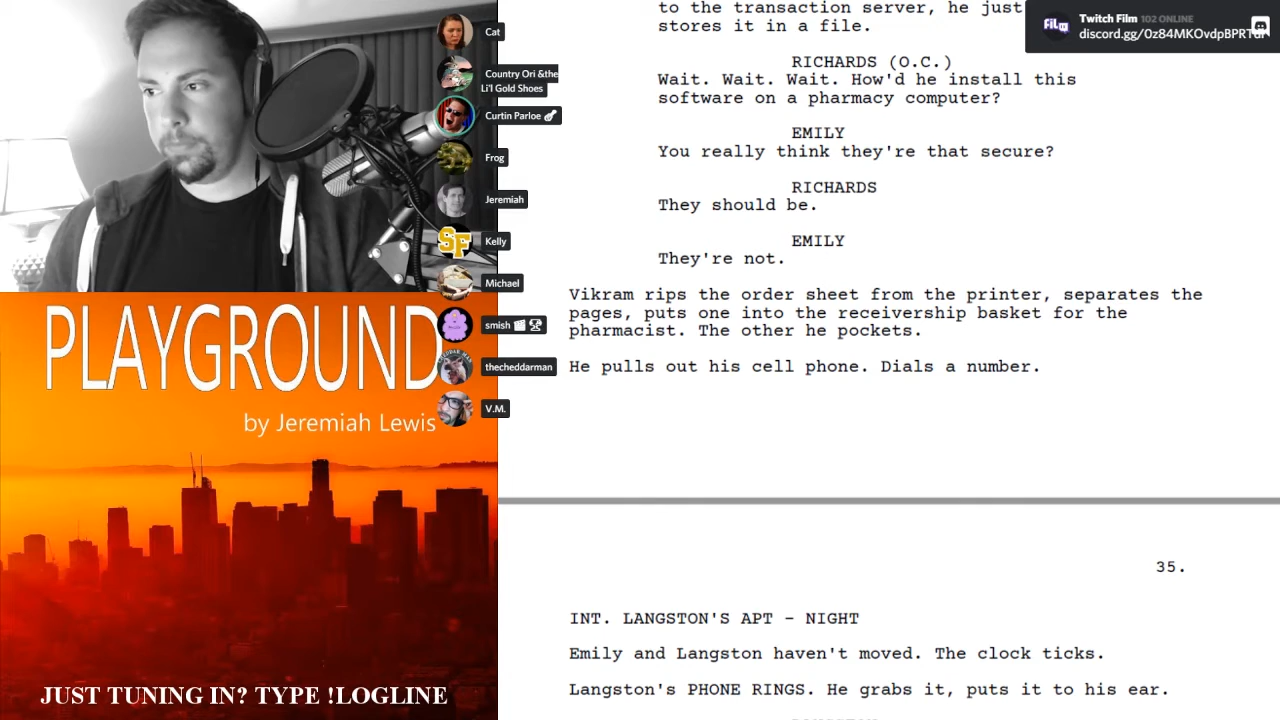 to the transaction server, he just
stores it in a file.
RICHARDS (O.C.)
Wait. Wait. Wait. How'd he install this
software on a pharmacy computer?
EMILY
You really think they're that secure?
RICHARDS
They should be.
EMILY
They're not.
Vikram rips the order sheet from the printer, separates the
pages, puts one into the receivership basket for the
pharmacist. The other he pockets.
He pulls out his cell phone. Dials a number.
35.
INT. LANGSTON'S APT - NIGHT
Emily and Langston haven't moved. The clock ticks.
Langston's PHONE RINGS. He grabs it, puts it to his ear.
Twitch Film 102 ONLINE
Cat
Country Ori &the
Li'l Gold Shoes
Curtin Parloe
Frog
Jeremiah
SF
Kelly
Michael
smish
thecheddarman
V.M.
PLAYGROUND
by Jeremiah Lewis
JUST TUNING IN? TYPE !LOGLINE